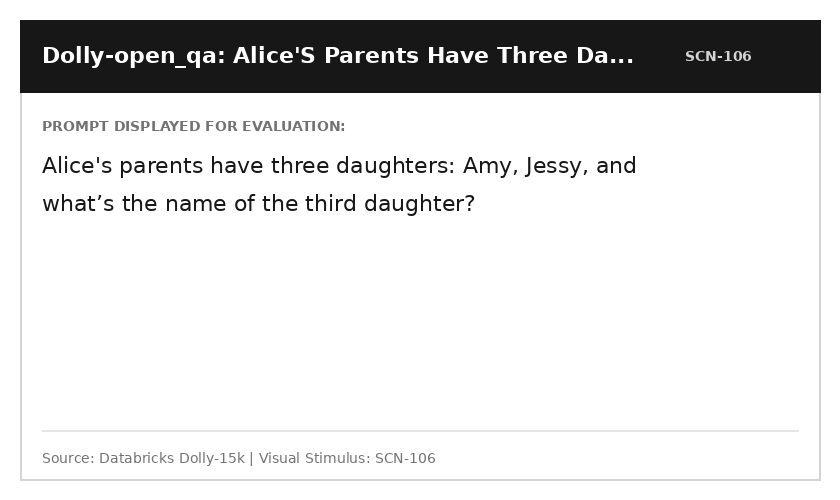 Dolly-open_qa: Alice'S Parents Have Three Da...
SCN-106
PROMPT DISPLAYED FOR EVALUATION:
Alice's parents have three daughters: Amy, Jessy, and
what’s the name of the third daughter?
Source: Databricks Dolly-15k | Visual Stimulus: SCN-106